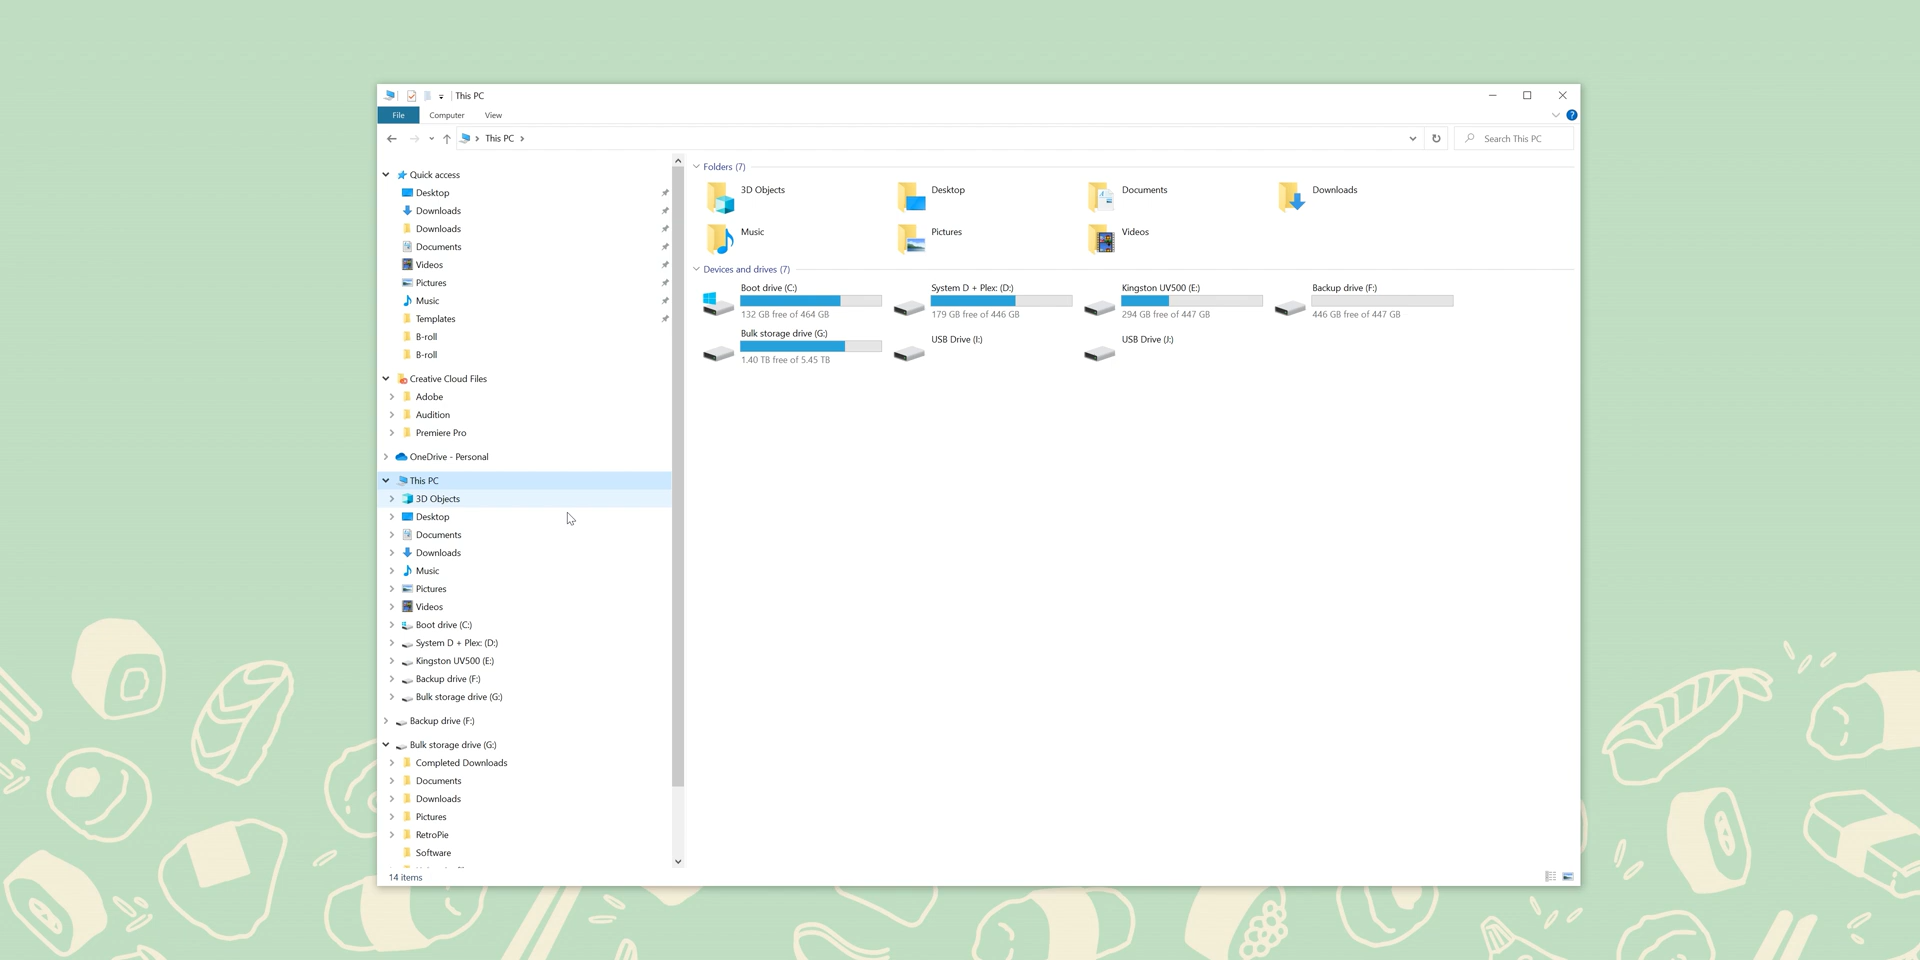 This PC
File
Computer
View
This PC
Search This PC
Quick access
Desktop
Downloads
Downloads
Documents
Videos
Pictures
Music
Templates
B-roll
B-roll
Creative Cloud Files
Adobe
Audition
Premiere Pro
OneDrive - Personal
This PC
3D Objects
Desktop
Documents
Downloads
Music
Pictures
Videos
Boot drive (C:)
System D + Plex: (D:)
Kingston UV500 (E:)
Backup drive (F:)
Bulk storage drive (G:)
Backup drive (F:)
Bulk storage drive (G:)
Completed Downloads
Documents
Downloads
Pictures
RetroPie
Software
Folders (7)
3D Objects
Desktop
Documents
Downloads
Music
Pictures
Videos
Devices and drives (7)
Boot drive (C:)
132 GB free of 464 GB
System D + Plex: (D:)
179 GB free of 446 GB
Kingston UV500 (E:)
294 GB free of 447 GB
Backup drive (F:)
446 GB free of 447 GB
Bulk storage drive (G:)
1.40 TB free of 5.45 TB
USB Drive (I:)
USB Drive (J:)
14 items